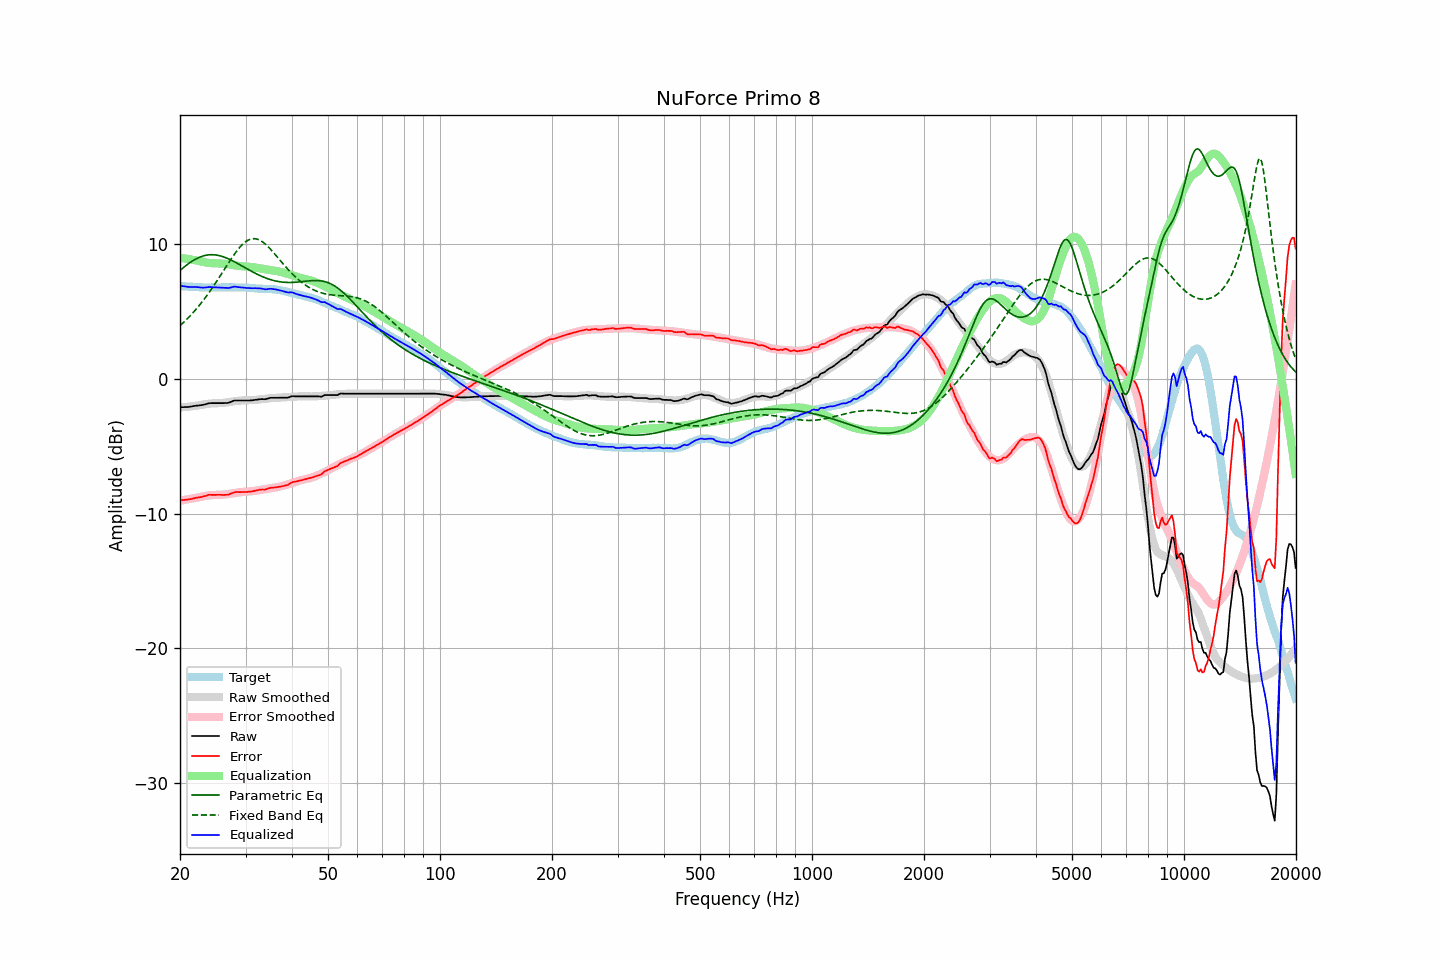 NuForce Primo 8
Amplitude (dBr)
10
0
−10
−20
−30
Target
Raw Smoothed
Error Smoothed
Raw
Error
Equalization
Parametric Eq
Fixed Band Eq
Equalized
20 50 100 200 500 1000 2000 5000 10000 20000
Frequency (Hz)